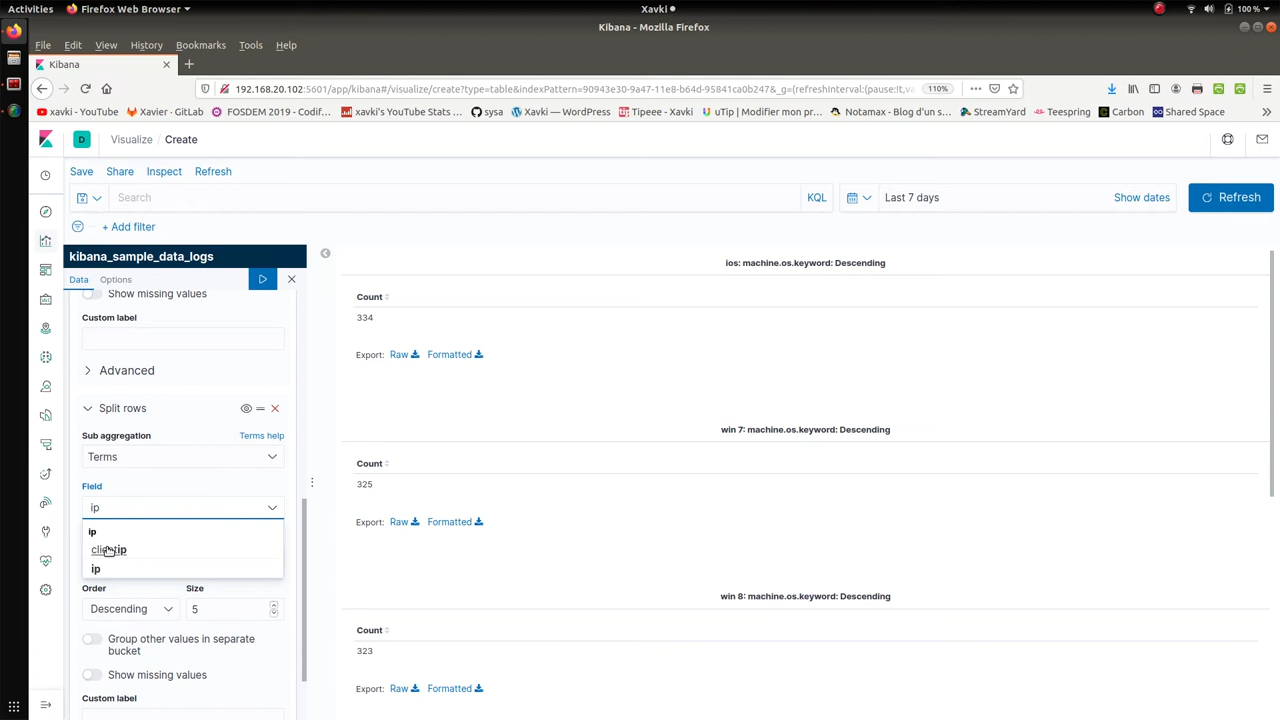 Activities
Firefox Web Browser
Xavki
100 %
Kibana - Mozilla Firefox
File Edit View History Bookmarks Tools Help
Kibana
192.168.20.102:5601/app/kibana#/visualize/create?type=table&indexPattern=90943e30-9a47-11e8-b64d-95841ca0b247&_g=(refreshInterval:(pause:!t,v
110%
xavki - YouTube
Xavier · GitLab
FOSDEM 2019 - Codif...
xavki's YouTube Stats ...
sysa
Xavki — WordPress
Tipeee - Xavki
uTip | Modifier mon pr...
Notamax - Blog d'un s...
StreamYard
Teespring
Carbon
Shared Space
D
Visualize / Create
Save Share Inspect Refresh
Search
KQL
Last 7 days
Show dates
Refresh
+ Add filter
kibana_sample_data_logs
Data Options
Show missing values
Custom label
Advanced
Split rows
Sub aggregation
Terms help
Terms
Field
ip
ip
clientip
ip
Order Size
Descending 5
Group other values in separate
bucket
Show missing values
Custom label
ios: machine.os.keyword: Descending
Count
334
Export: Raw Formatted
win 7: machine.os.keyword: Descending
Count
325
Export: Raw Formatted
win 8: machine.os.keyword: Descending
Count
323
Export: Raw Formatted